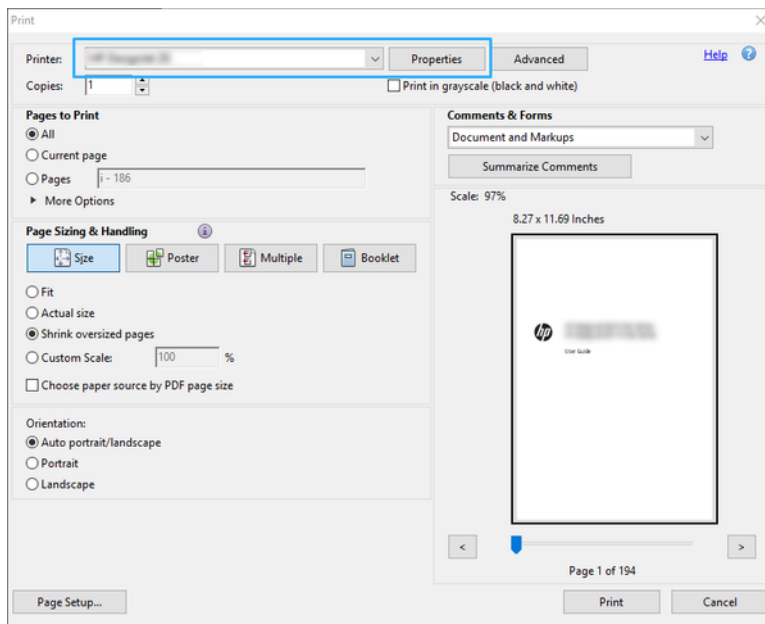 Print
Printer: Properties Advanced Help
Copies: 1 Print in grayscale (black and white)
Pages to Print
All
Current page
Pages i - 186
More Options
Page Sizing & Handling
Size Poster Multiple Booklet
Fit
Actual size
Shrink oversized pages
Custom Scale: 100 %
Choose paper source by PDF page size
Orientation:
Auto portrait/landscape
Portrait
Landscape
Comments & Forms
Document and Markups
Summarize Comments
Scale: 97%
8.27 x 11.69 Inches
hp
User Guide
< >
Page 1 of 194
Page Setup... Print Cancel